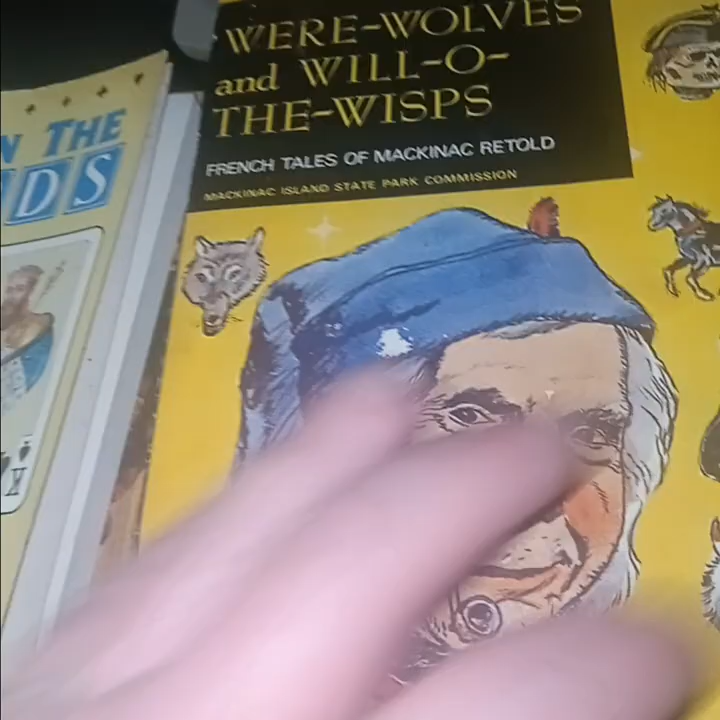 WERE-WOLVES
and WILL-O-
THE-WISPS
FRENCH TALES OF MACKINAC RETOLD
MACKINAC ISLAND STATE PARK COMMISSION
N THE
DS